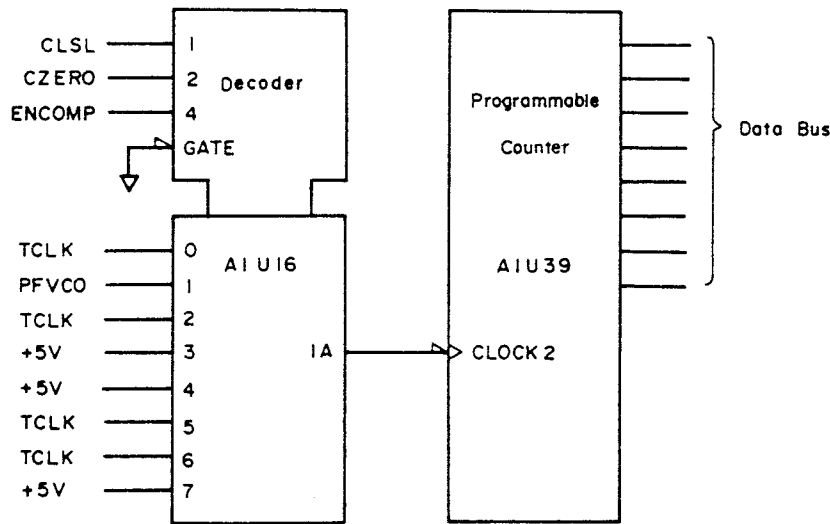 CLSL 1
CZERO 2 Decoder
ENCOMP 4
GATE
Programmable
Counter
Data Bus
TCLK 0
A1U16
A1U39
PFVCO 1
TCLK 2
+5V 3
1A
CLOCK 2
+5V 4
TCLK 5
TCLK 6
+5V 7